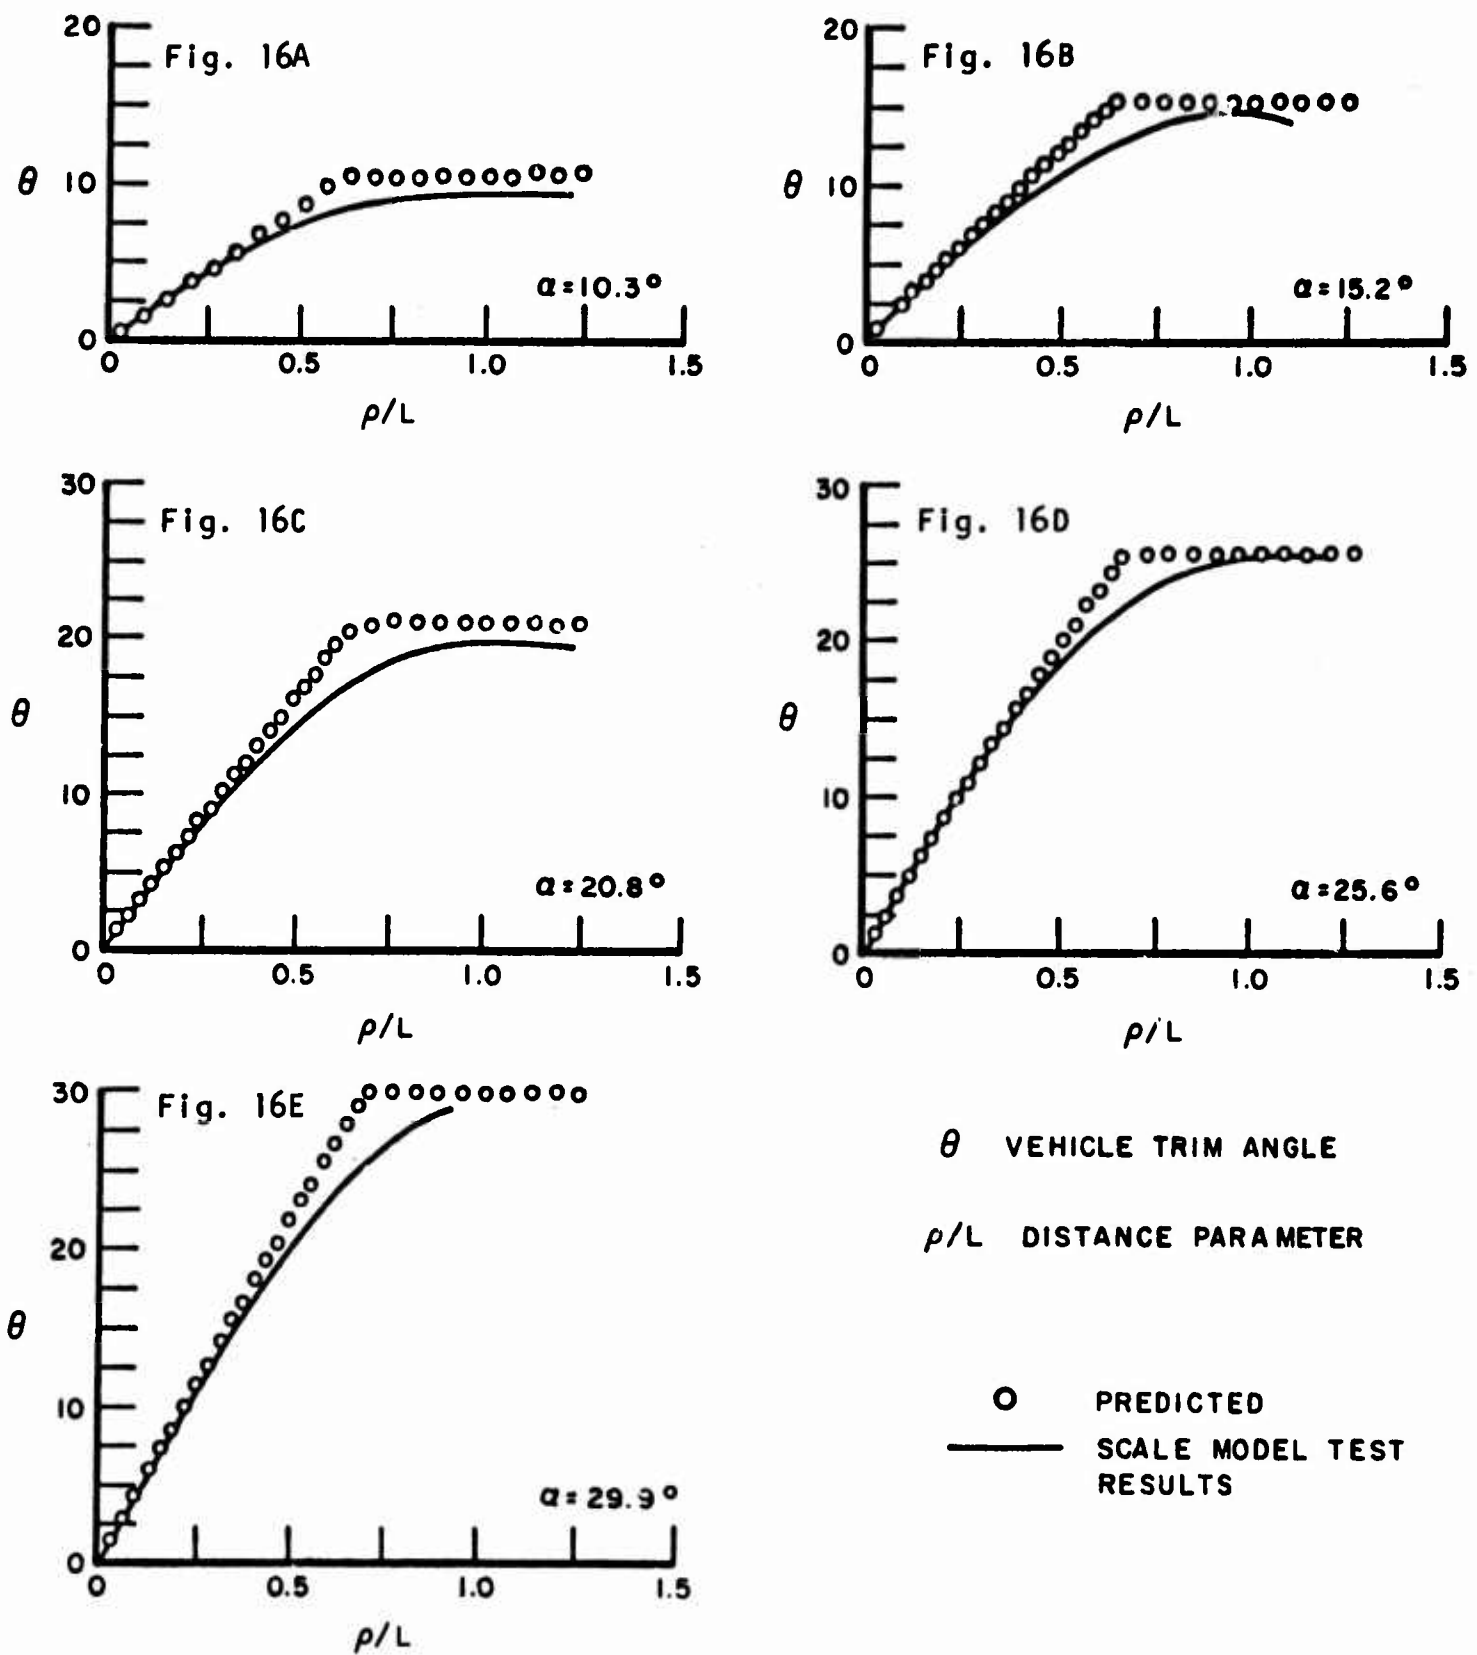 Fig. 16A
20
10
0
θ
α=10.3°
0 0.5 1.0 1.5
ρ/L
Fig. 16B
20
10
0
θ
α=15.2°
0 0.5 1.0 1.5
ρ/L
Fig. 16C
30
20
10
0
θ
α=20.8°
0 0.5 1.0 1.5
ρ/L
Fig. 16D
30
20
10
0
θ
α=25.6°
0 0.5 1.0 1.5
ρ/L
Fig. 16E
30
20
10
0
θ
α=29.9°
0 0.5 1.0 1.5
ρ/L
θ VEHICLE TRIM ANGLE
ρ/L DISTANCE PARAMETER
PREDICTED
SCALE MODEL TEST
RESULTS